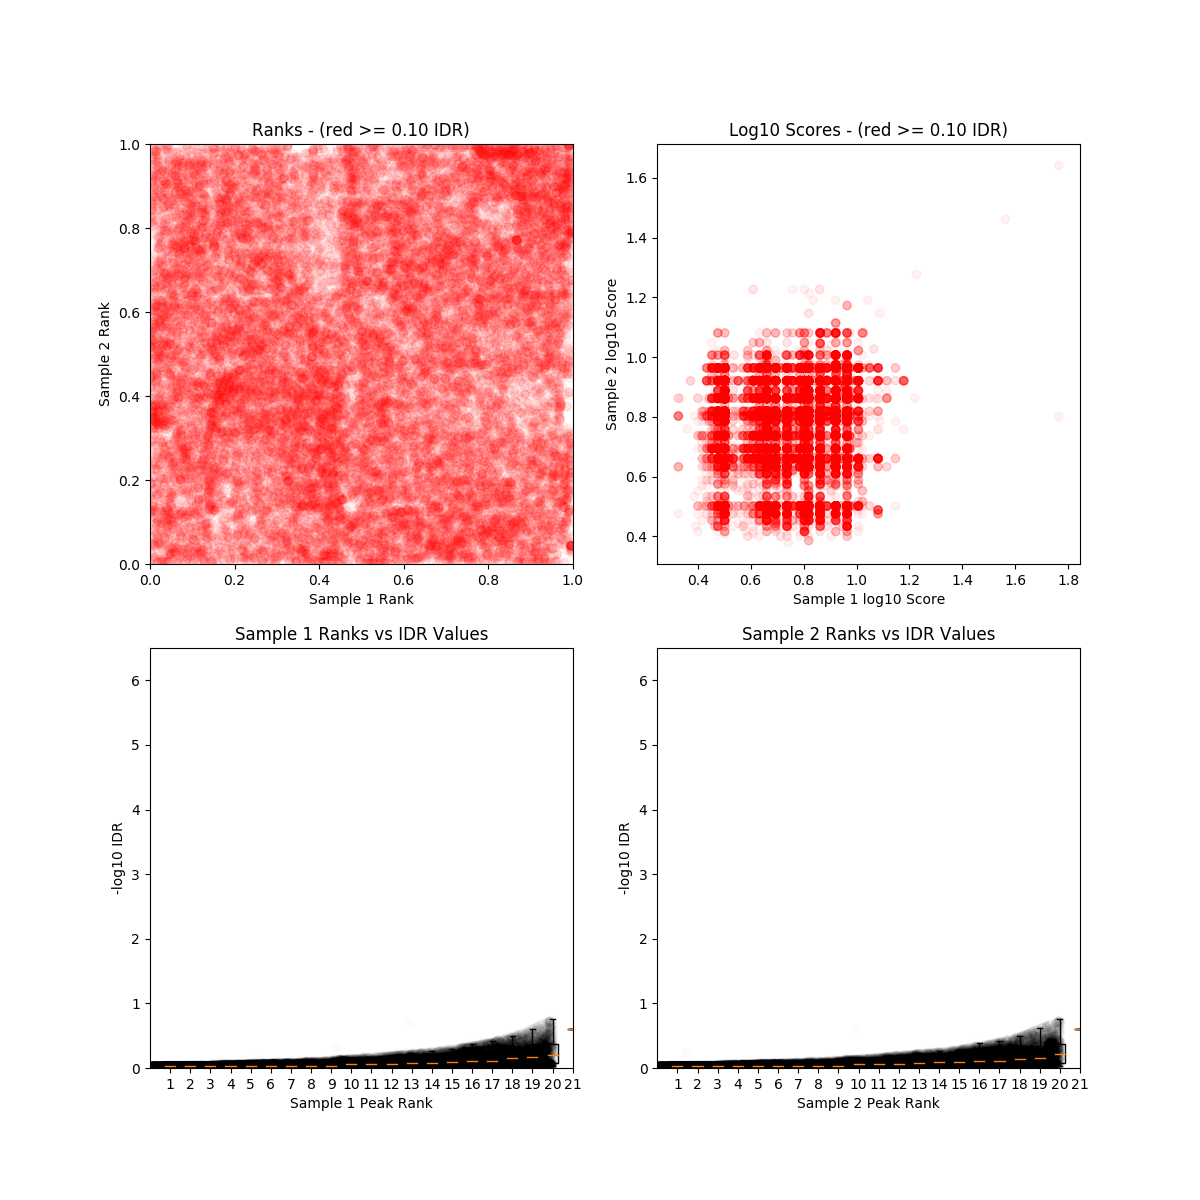 Ranks - (red >= 0.10 IDR)
Sample 2 Rank
1.0
0.8
0.6
0.4
0.2
0.0
0.0 0.2 0.4 0.6 0.8 1.0
Sample 1 Rank
Log10 Scores - (red >= 0.10 IDR)
Sample 2 log10 Score
1.6
1.4
1.2
1.0
0.8
0.6
0.4
0.4 0.6 0.8 1.0 1.2 1.4 1.6 1.8
Sample 1 log10 Score
Sample 1 Ranks vs IDR Values
-log10 IDR
6
5
4
3
2
1
0
1 2 3 4 5 6 7 8 9 10 11 12 13 14 15 16 17 18 19 20 21
Sample 1 Peak Rank
Sample 2 Ranks vs IDR Values
-log10 IDR
6
5
4
3
2
1
0
1 2 3 4 5 6 7 8 9 10 11 12 13 14 15 16 17 18 19 20 21
Sample 2 Peak Rank